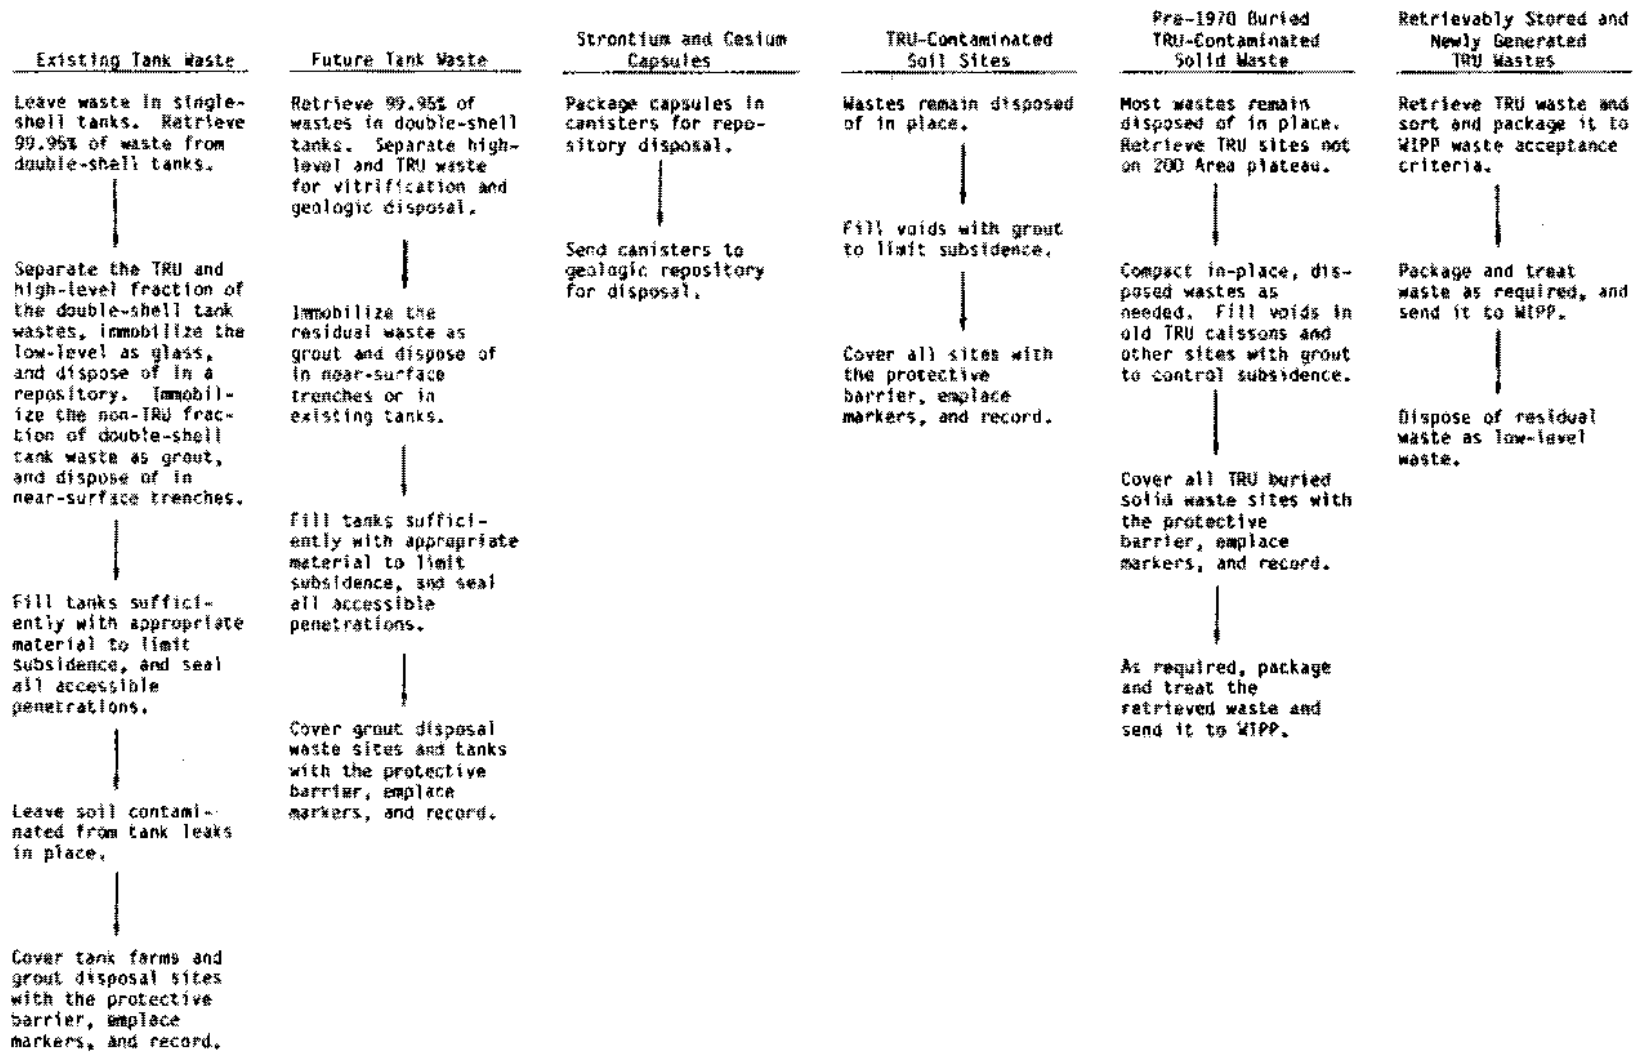 Existing Tank Waste
Leave waste in single-
shell tanks. Retrieve
99.95% of waste from
double-shell tanks.
Separate the TRU and
high-level fraction of
the double-shell tank
wastes, immobilize the
low-level as glass,
and dispose of in a
repository. Immobil-
ize the non-TRU frac-
tion of double-shell
tank waste as grout,
and dispose of in
near-surface trenches.
Fill tanks suffici-
ently with appropriate
material to limit
subsidence, and seal
all accessible
penetrations.
Leave soil contami-
nated from tank leaks
in place.
Cover tank farms and
grout disposal sites
with the protective
barrier, emplace
markers, and record.
Future Tank Waste
Retrieve 99.95% of
wastes in double-shell
tanks. Separate high-
level and TRU waste
for vitrification and
geologic disposal.
Immobilize the
residual waste as
grout and dispose of
in near-surface
trenches or in
existing tanks.
Fill tanks suffici-
ently with appropriate
material to limit
subsidence, and seal
all accessible
penetrations.
Cover grout disposal
waste sites and tanks
with the protective
barrier, emplace
markers, and record.
Strontium and Cesium
Capsules
Package capsules in
canisters for repo-
sitory disposal.
Send canisters to
geologic repository
for disposal.
TRU-Contaminated
Soil Sites
Wastes remain disposed
of in place.
Fill voids with grout
to limit subsidence.
Cover all sites with
the protective
barrier, emplace
markers, and record.
Pre-1970 Buried
TRU-Contaminated
Solid Waste
Most wastes remain
disposed of in place.
Retrieve TRU sites not
on 200 Area plateau.
Compact in-place, dis-
posed wastes as
needed. Fill voids in
old TRU caissons and
other sites with grout
to control subsidence.
Cover all TRU buried
solid waste sites with
the protective
barrier, emplace
markers, and record.
As required, package
and treat the
retrieved waste and
send it to WIPP.
Retrievably Stored and
Newly Generated
TRU Wastes
Retrieve TRU waste and
sort and package it to
WIPP waste acceptance
criteria.
Package and treat
waste as required, and
send it to WIPP.
Dispose of residual
waste as low-level
waste.